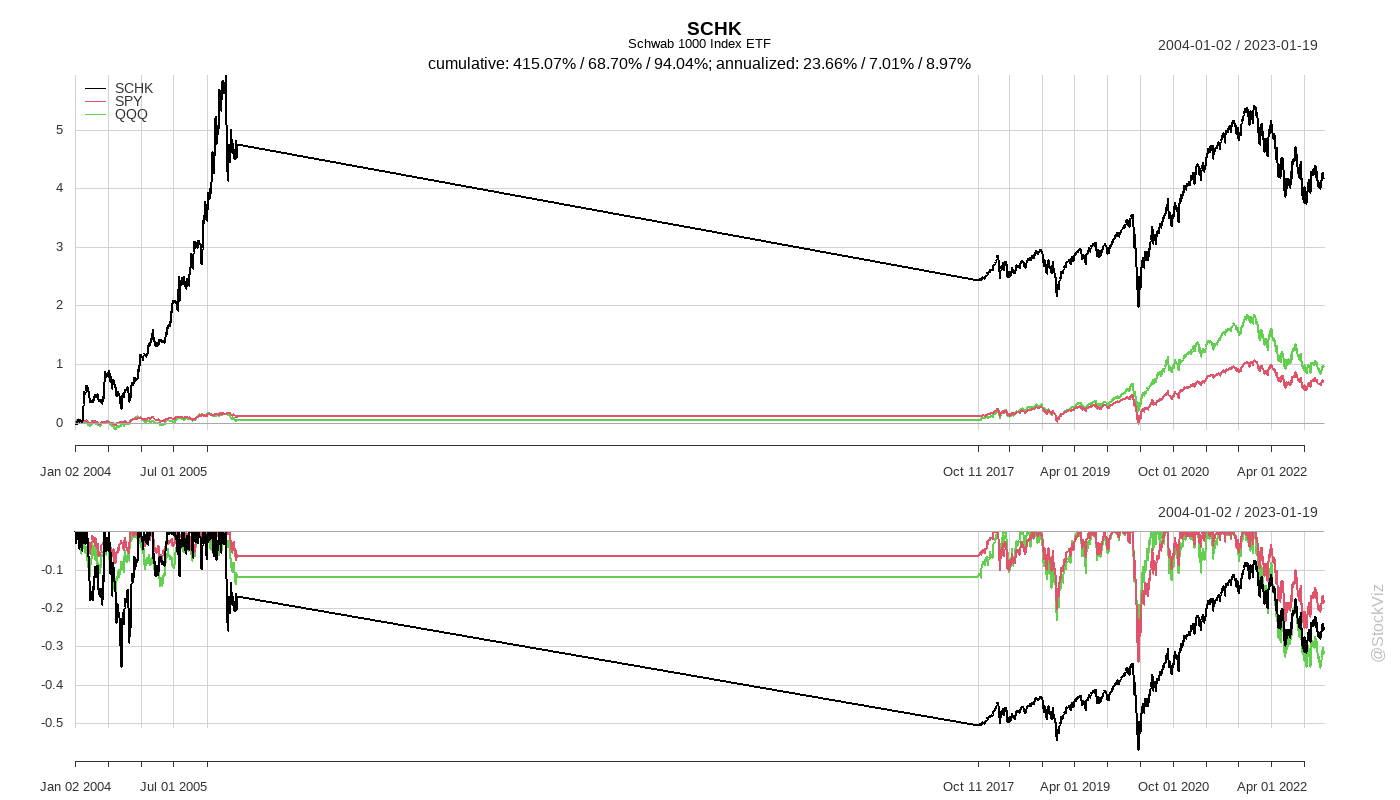 SCHK
Schwab 1000 Index ETF
2004-01-02 / 2023-01-19
cumulative: 415.07% / 68.70% / 94.04%; annualized: 23.66% / 7.01% / 8.97%
SCHK
SPY
QQQ
5
4
3
2
1
0
Jan 02 2004 Jul 01 2005 Oct 11 2017 Apr 01 2019 Oct 01 2020 Apr 01 2022
2004-01-02 / 2023-01-19
-0.1
-0.2
-0.3
-0.4
-0.5
Jan 02 2004 Jul 01 2005 Oct 11 2017 Apr 01 2019 Oct 01 2020 Apr 01 2022
@StockViz